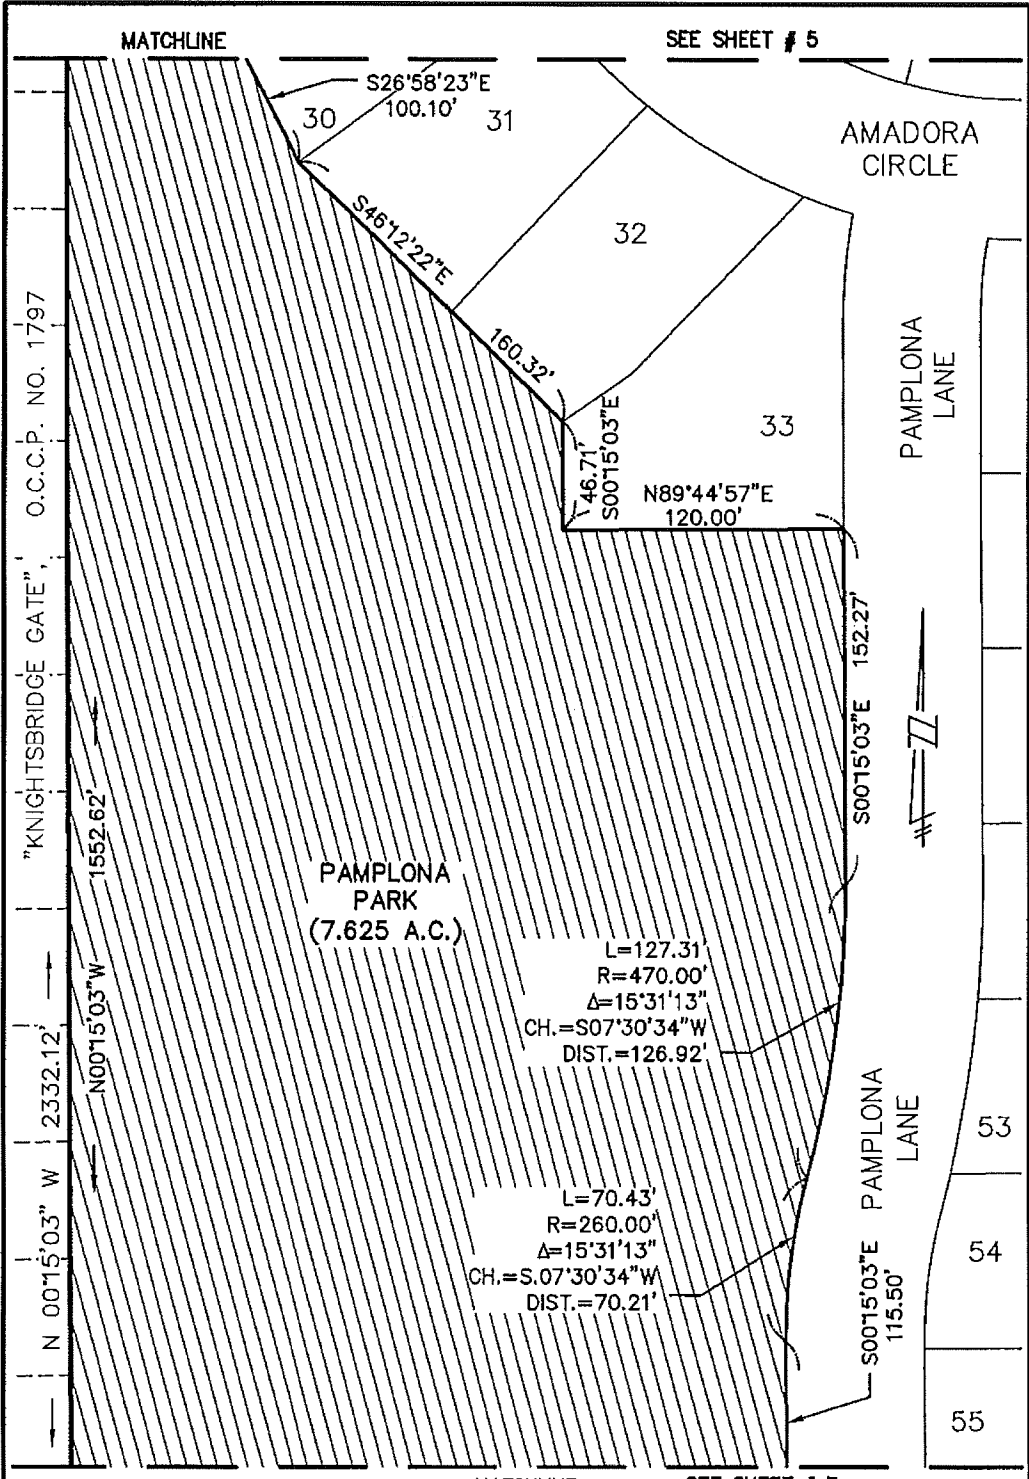 MATCHLINE
SEE SHEET # 5
S26°58'23"E
100.10'
30
31
AMADORA
CIRCLE
S46°12'22"E
160.32'
32
33
46.71'
S00°15'03"E
N89°44'57"E
120.00'
PAMPLONA
LANE
"KNIGHTSBRIDGE GATE", O.C.C.P. NO. 1797
S00°15'03"E 152.27'
N00°15'03"W 1552.62'
N 00°15'03" W 2332.12'
PAMPLONA
PARK
(7.625 A.C.)
L=127.31'
R=470.00'
Δ=15°31'13"
CH.=S07°30'34"W
DIST.=126.92'
PAMPLONA
LANE
53
L=70.43'
R=260.00'
Δ=15°31'13"
CH.=S.07°30'34"W
DIST.=70.21'
54
S00°15'03"E
115.50'
55